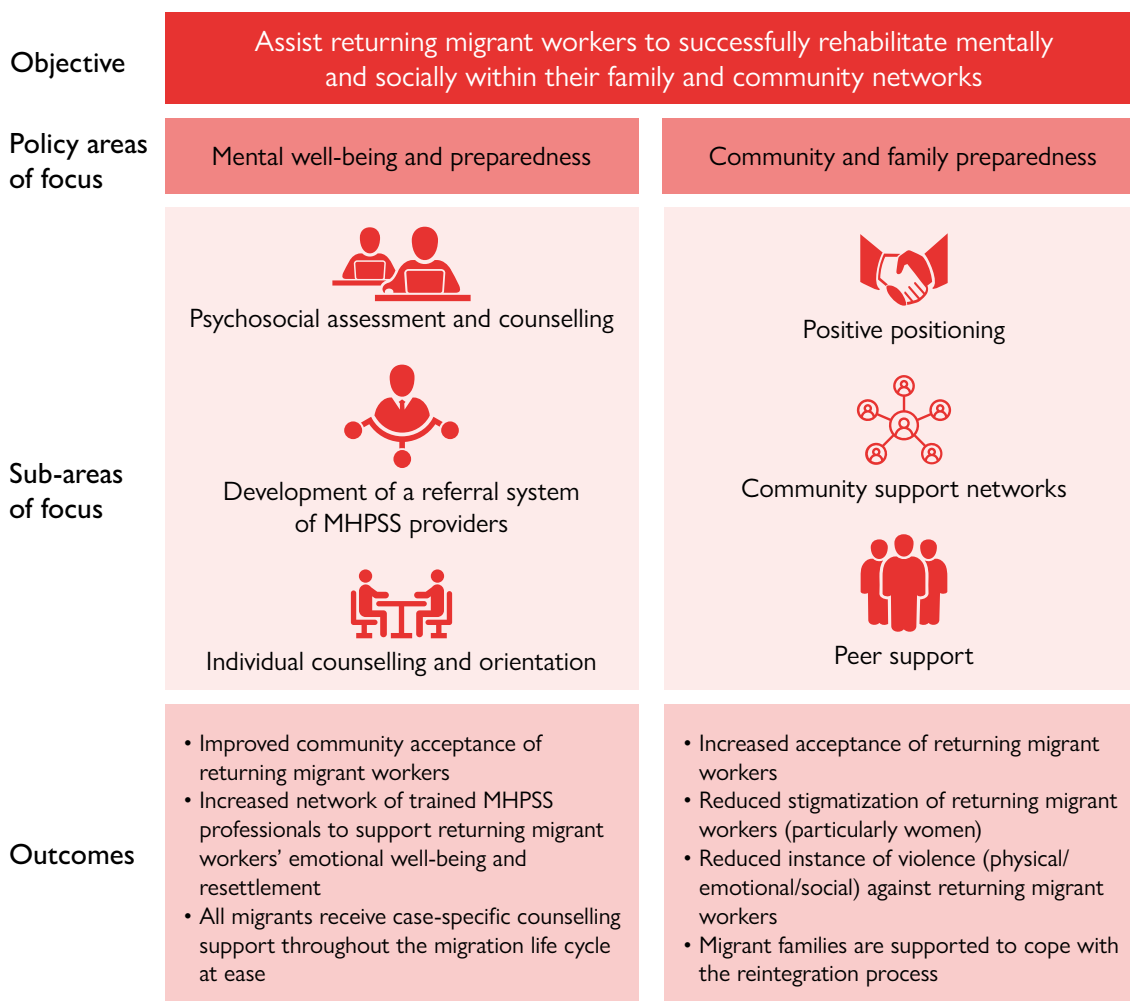 Objective
Assist returning migrant workers to successfully rehabilitate mentally
and socially within their family and community networks
Policy areas
of focus
Mental well-being and preparedness
Community and family preparedness
Sub-areas
of focus
Psychosocial assessment and counselling
Development of a referral system
of MHPSS providers
Individual counselling and orientation
Positive positioning
Community support networks
Peer support
Outcomes
• Improved community acceptance of
returning migrant workers
• Increased network of trained MHPSS
professionals to support returning migrant
workers’ emotional well-being and
resettlement
• All migrants receive case-specific counselling
support throughout the migration life cycle
at ease
• Increased acceptance of returning migrant
workers
• Reduced stigmatization of returning migrant
workers (particularly women)
• Reduced instance of violence (physical/
emotional/social) against returning migrant
workers
• Migrant families are supported to cope with
the reintegration process